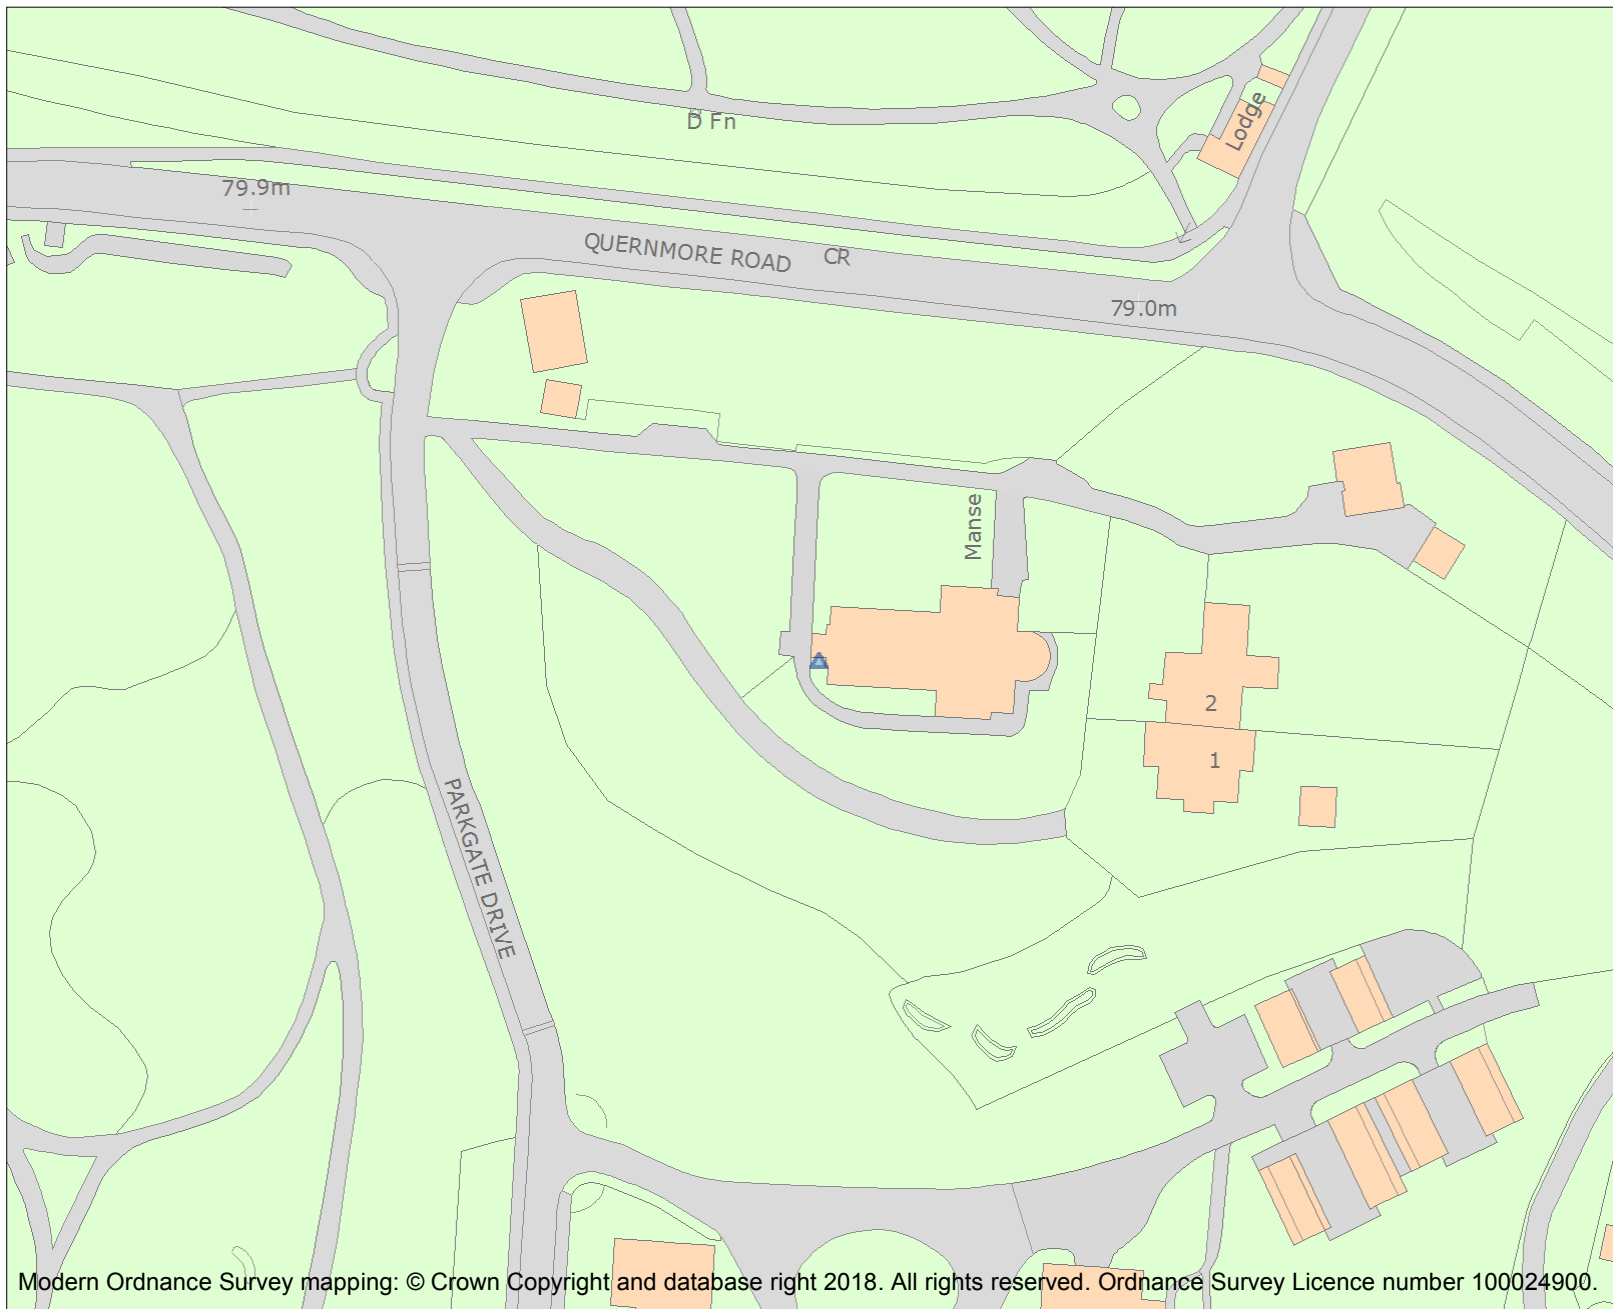 Lodge
D Fn
79.9m
QUERNMORE ROAD
CR
79.0m
Manse
2
1
PARKGATE DRIVE
Modern Ordnance Survey mapping: © Crown Copyright and database right 2018. All rights reserved. Ordnance Survey Licence number 100024900.